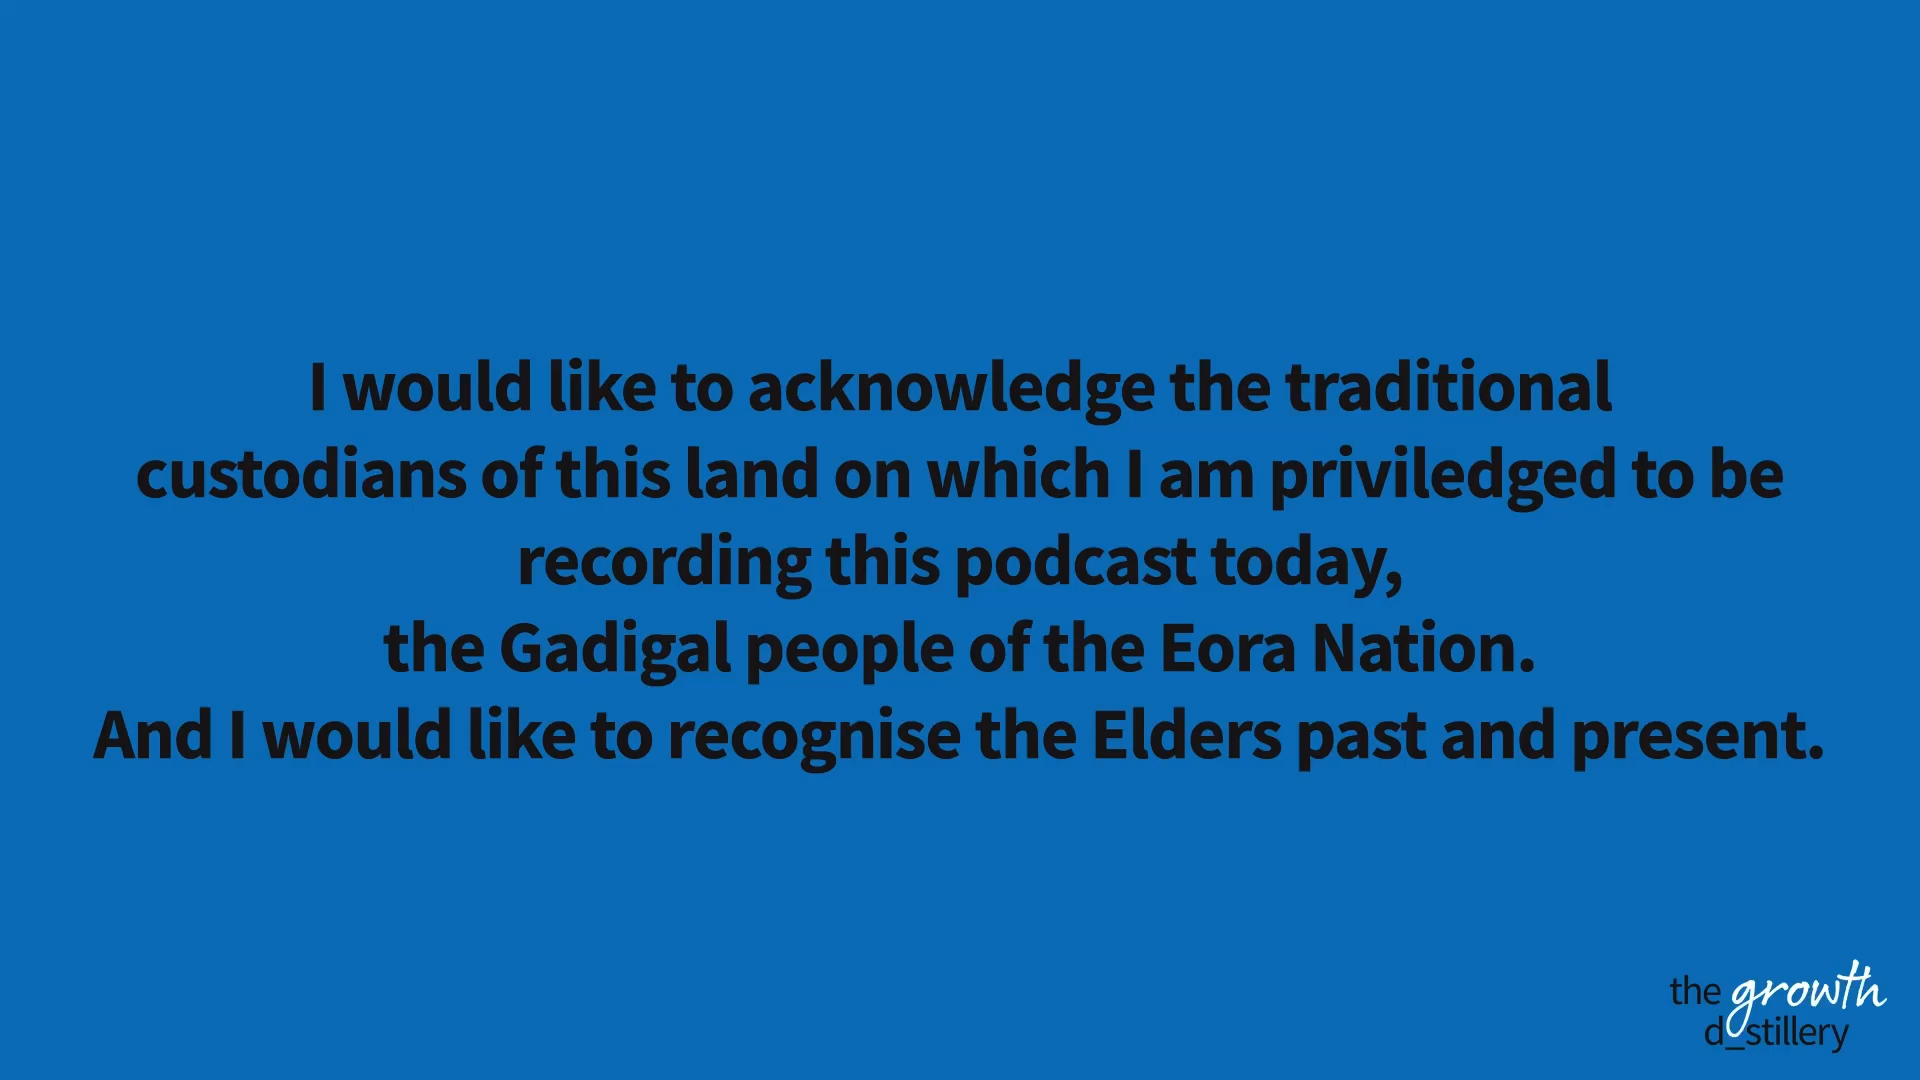 I would like to acknowledge the traditional
custodians of this land on which I am priviledged to be
recording this podcast today,
the Gadigal people of the Eora Nation.
And I would like to recognise the Elders past and present.
the growth
d_stillery